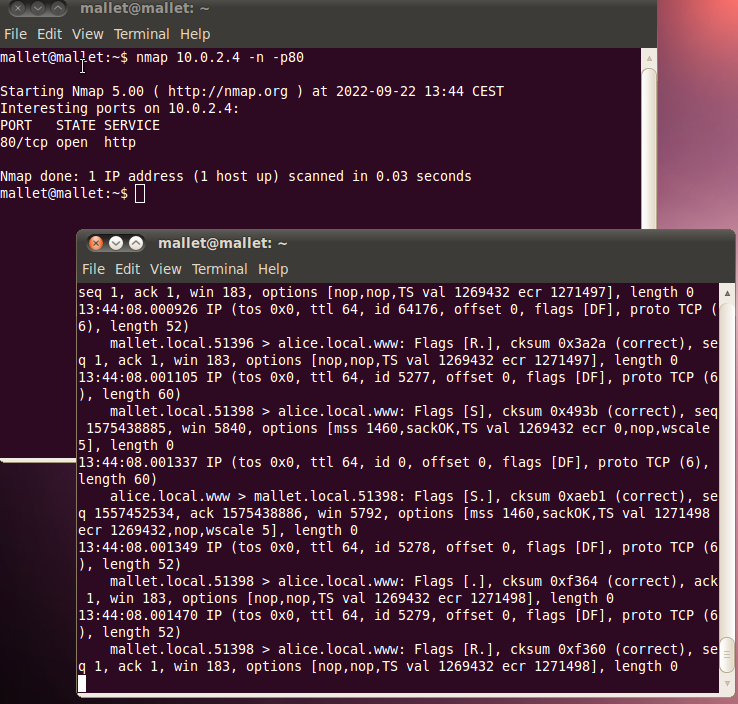 mallet@mallet: ~
File Edit View Terminal Help
mallet@mallet:~$ nmap 10.0.2.4 -n -p80
Starting Nmap 5.00 ( http://nmap.org ) at 2022-09-22 13:44 CEST
Interesting ports on 10.0.2.4:
PORT   STATE SERVICE
80/tcp open  http
Nmap done: 1 IP address (1 host up) scanned in 0.03 seconds
mallet@mallet:~$
mallet@mallet: ~
File Edit View Terminal Help
seq 1, ack 1, win 183, options [nop,nop,TS val 1269432 ecr 1271497], length 0
13:44:08.000926 IP (tos 0x0, ttl 64, id 64176, offset 0, flags [DF], proto TCP (
6), length 52)
    mallet.local.51396 > alice.local.www: Flags [R.], cksum 0x3a2a (correct), se
q 1, ack 1, win 183, options [nop,nop,TS val 1269432 ecr 1271497], length 0
13:44:08.001105 IP (tos 0x0, ttl 64, id 5277, offset 0, flags [DF], proto TCP (6
), length 60)
    mallet.local.51398 > alice.local.www: Flags [S], cksum 0x493b (correct), seq
 1575438885, win 5840, options [mss 1460,sackOK,TS val 1269432 ecr 0,nop,wscale
5], length 0
13:44:08.001337 IP (tos 0x0, ttl 64, id 0, offset 0, flags [DF], proto TCP (6),
length 60)
    alice.local.www > mallet.local.51398: Flags [S.], cksum 0xaeb1 (correct), se
q 1557452534, ack 1575438886, win 5792, options [mss 1460,sackOK,TS val 1271498
ecr 1269432,nop,wscale 5], length 0
13:44:08.001349 IP (tos 0x0, ttl 64, id 5278, offset 0, flags [DF], proto TCP (6
), length 52)
    mallet.local.51398 > alice.local.www: Flags [.], cksum 0xf364 (correct), ack
 1, win 183, options [nop,nop,TS val 1269432 ecr 1271498], length 0
13:44:08.001470 IP (tos 0x0, ttl 64, id 5279, offset 0, flags [DF], proto TCP (6
), length 52)
    mallet.local.51398 > alice.local.www: Flags [R.], cksum 0xf360 (correct), se
q 1, ack 1, win 183, options [nop,nop,TS val 1269432 ecr 1271498], length 0